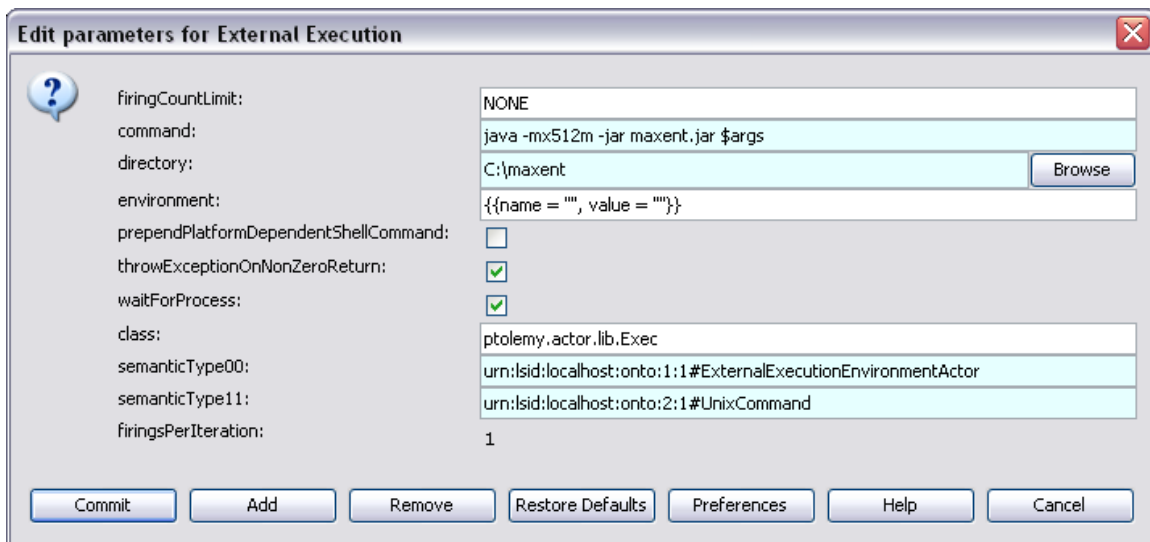 Edit parameters for External Execution
firingCountLimit: NONE
command: java -mx512m -jar maxent.jar $args
directory: C:\maxent Browse
environment: {{name = "", value = ""}}
prependPlatformDependentShellCommand:
throwExceptionOnNonZeroReturn:
waitForProcess:
class: ptolemy.actor.lib.Exec
semanticType00: urn:lsid:localhost:onto:1:1#ExternalExecutionEnvironmentActor
semanticType11: urn:lsid:localhost:onto:2:1#UnixCommand
firingsPerIteration: 1
Commit Add Remove Restore Defaults Preferences Help Cancel